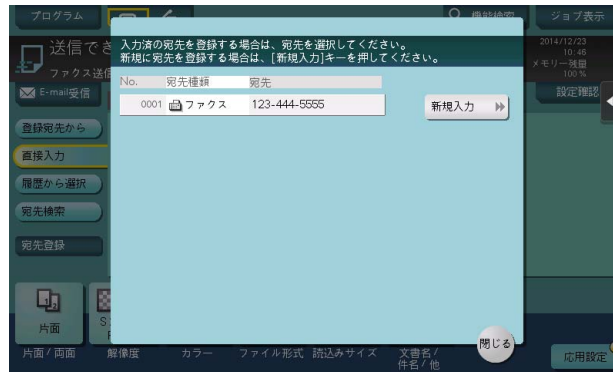 プログラム
機能検索
ジョブ表示
送信でき
ファクス送信
2014/12/23
10:46
メモリー残量
100 %
E-mail受信
設定確認
入力済の宛先を登録する場合は、宛先を選択してください。
新規に宛先を登録する場合は、[新規入力]キーを押してください。
No. 宛先種類 宛先
0001 ファクス 123-444-5555
新規入力
登録宛先から
直接入力
履歴から選択
宛先検索
宛先登録
片面
閉じる
片面/両面 解像度 カラー ファイル形式 読込みサイズ 文書名/
件名/他
応用設定